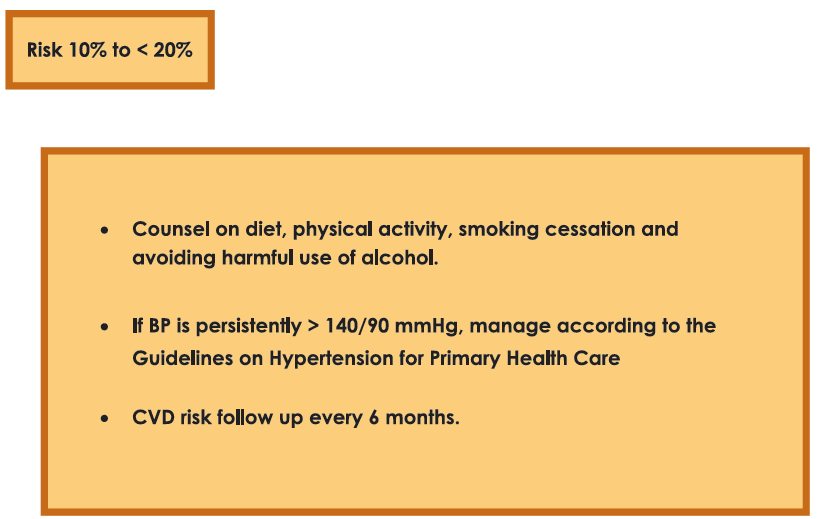 Risk 10% to < 20%
• Counsel on diet, physical activity, smoking cessation and
avoiding harmful use of alcohol.
• If BP is persistently > 140/90 mmHg, manage according to the
Guidelines on Hypertension for Primary Health Care
• CVD risk follow up every 6 months.